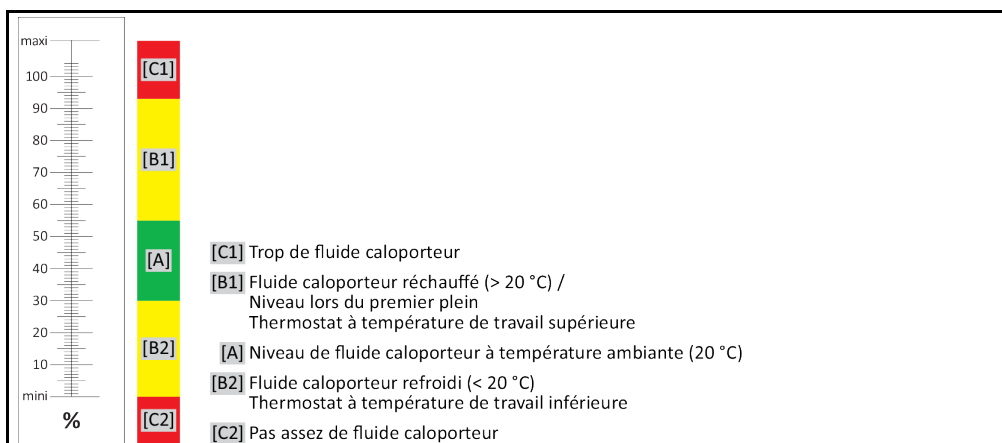 maxi
100
90
80
70
60
50
40
30
20
10
mini
%
[C1]
[B1]
[A]
[B2]
[C2]
[C1] Trop de fluide caloporteur
[B1] Fluide caloporteur réchauffé (> 20 °C) /
Niveau lors du premier plein
Thermostat à température de travail supérieure
[A] Niveau de fluide caloporteur à température ambiante (20 °C)
[B2] Fluide caloporteur refroidi (< 20 °C)
Thermostat à température de travail inférieure
[C2] Pas assez de fluide caloporteur